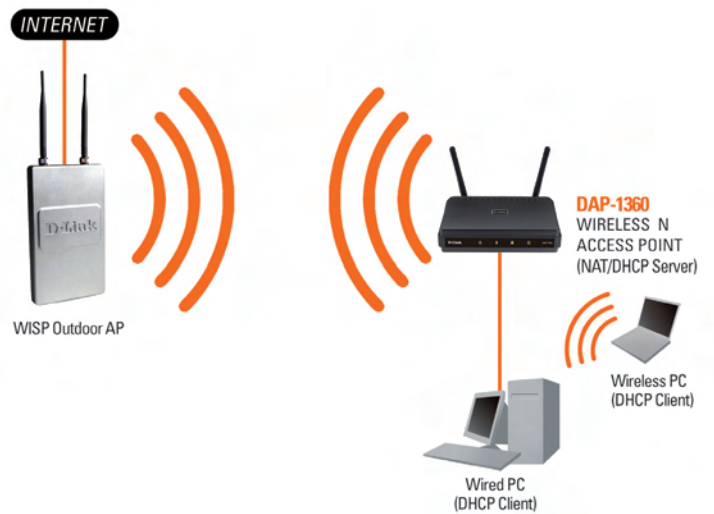 INTERNET
D-Link
WISP Outdoor AP
D-Link
DAP-1360
WIRELESS N
ACCESS POINT
(NAT/DHCP Server)
Wireless PC
(DHCP Client)
Wired PC
(DHCP Client)